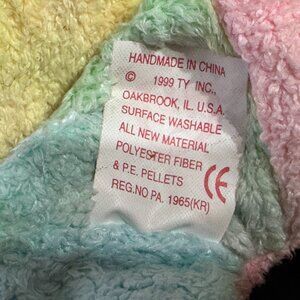 HANDMADE IN CHINA
© 1999 TY INC.,
OAKBROOK, IL. U.S.A.
SURFACE WASHABLE
ALL NEW MATERIAL
POLYESTER FIBER
& P.E. PELLETS CE
REG.NO PA. 1965(KR)